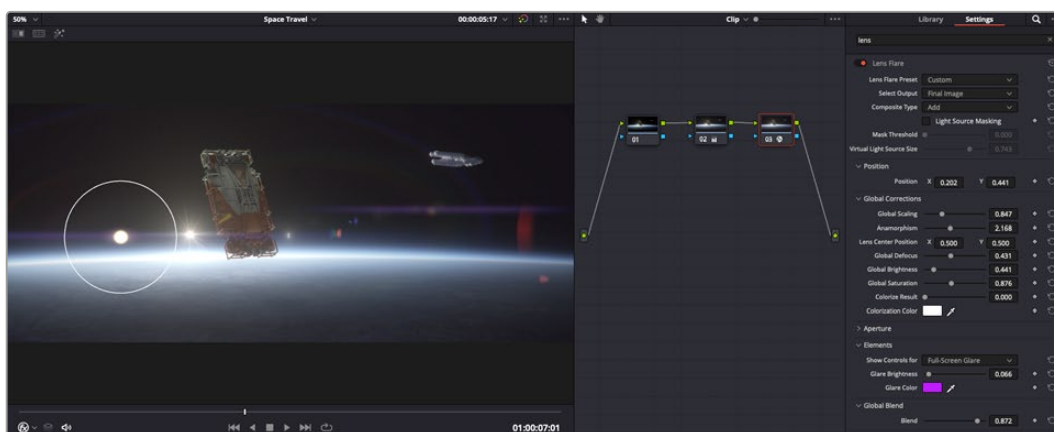 50%
Space Travel
00:00:05:17
Clip
Library
Settings
lens
Lens Flare
Lens Flare Preset Custom
Select Output Final Image
Composite Type Add
Light Source Masking
Mask Threshold 0.000
Virtual Light Source Size 0.743
Position
Position X 0.202 Y 0.441
Global Corrections
Global Scaling 0.847
Anamorphism 2.168
Lens Center Position X 0.500 Y 0.500
Global Defocus 0.431
Global Brightness 0.441
Global Saturation 0.876
Colorize Result 0.000
Colorization Color
Aperture
Elements
Show Controls for Full-Screen Glare
Glare Brightness 0.066
Glare Color
Global Blend
Blend 0.872
01
02
03
01:00:07:01